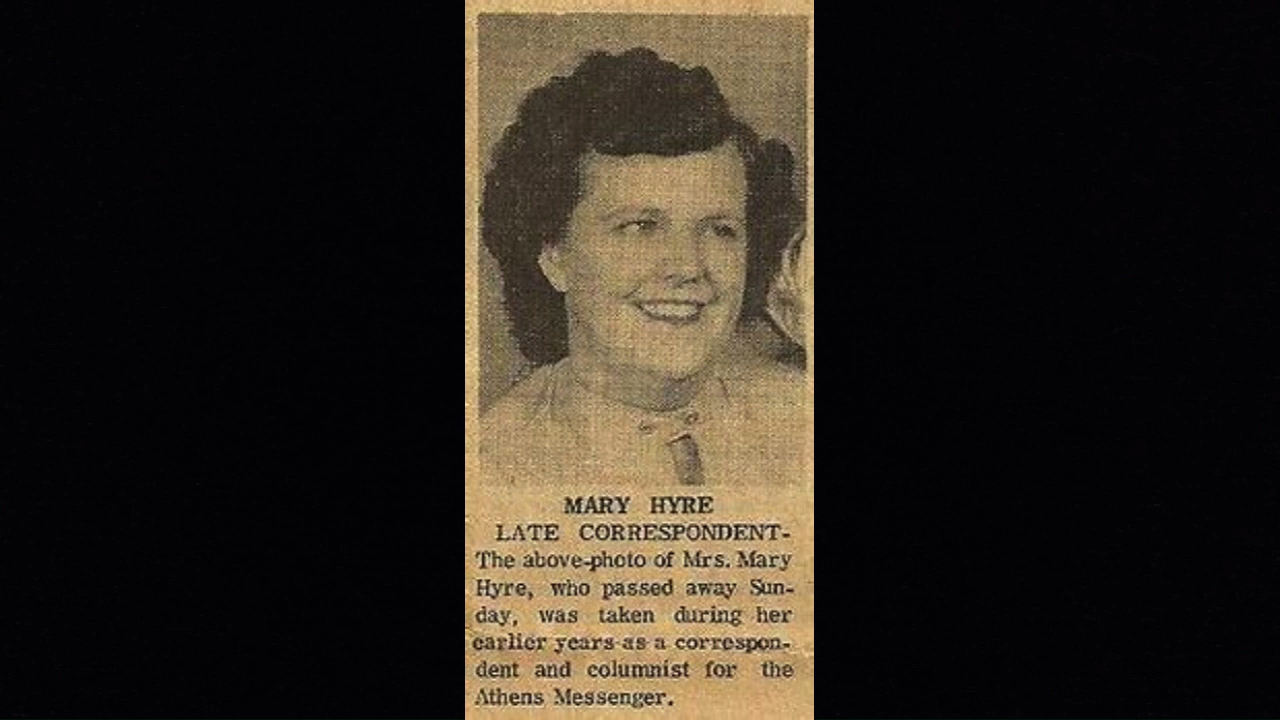 MARY HYRE
LATE CORRESPONDENT-
The above-photo of Mrs. Mary
Hyre, who passed away Sun-
day, was taken during her
earlier years as a correspon-
dent and columnist for the
Athens Messenger.